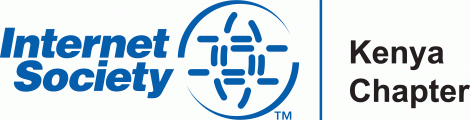 Internet
Society
TM
Kenya
Chapter